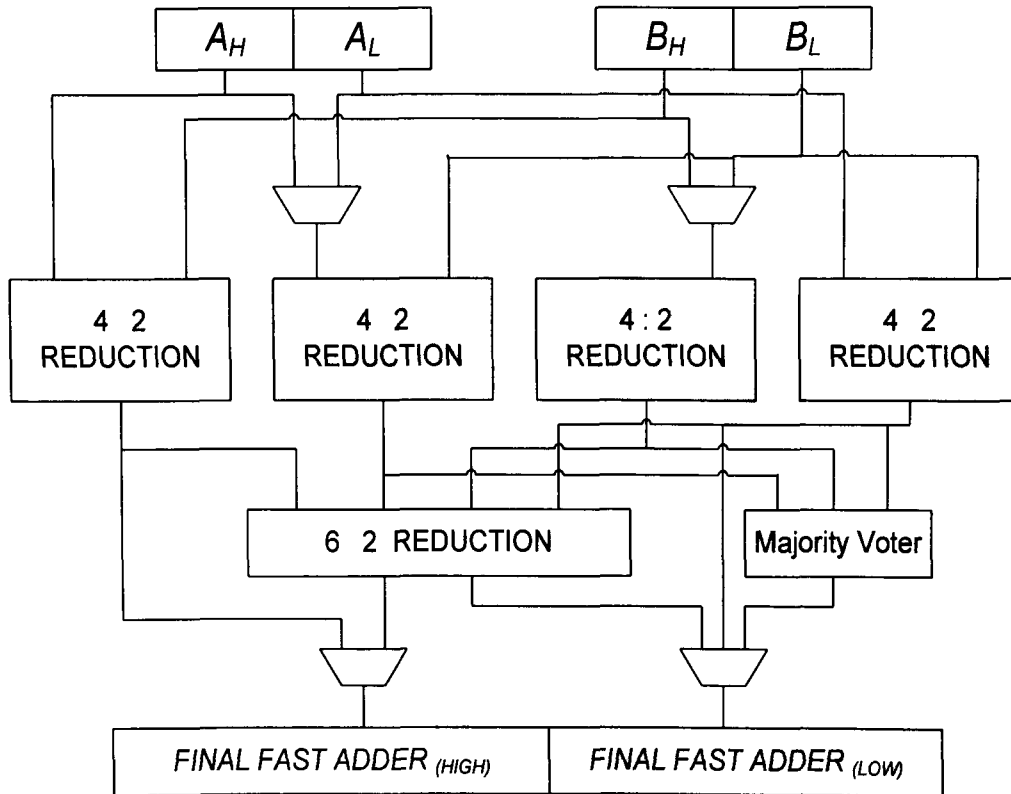 A_H A_L B_H B_L
4 2
REDUCTION
4 2
REDUCTION
4 : 2
REDUCTION
4 2
REDUCTION
6 2 REDUCTION
Majority Voter
FINAL FAST ADDER (HIGH)
FINAL FAST ADDER (LOW)